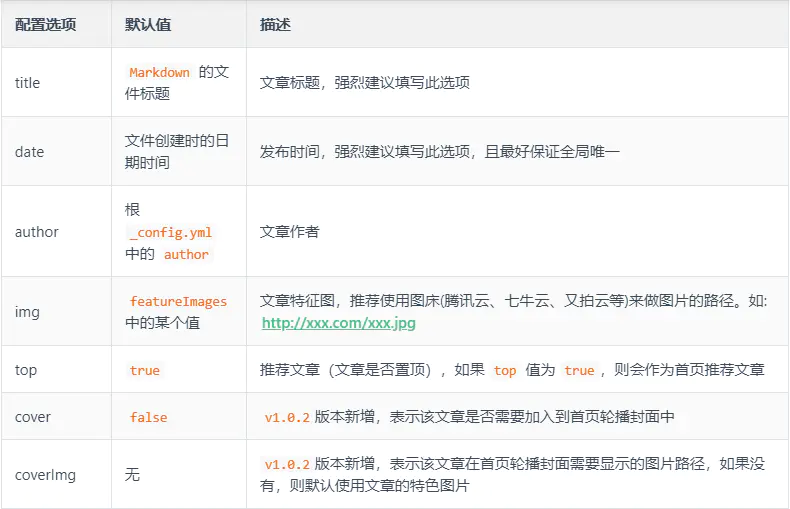 配置选项 默认值 描述
title Markdown 的文件标题 文章标题，强烈建议填写此选项
date 文件创建时的日期时间 发布时间，强烈建议填写此选项，且最好保证全局唯一
author 根 _config.yml 中的 author 文章作者
img featureImages 中的某个值 文章特征图，推荐使用图床(腾讯云、七牛云、又拍云等)来做图片的路径。如: http://xxx.com/xxx.jpg
top true 推荐文章（文章是否置顶），如果 top 值为 true，则会作为首页推荐文章
cover false v1.0.2版本新增，表示该文章是否需要加入到首页轮播封面中
coverImg 无 v1.0.2版本新增，表示该文章在首页轮播封面需要显示的图片路径，如果没有，则默认使用文章的特色图片